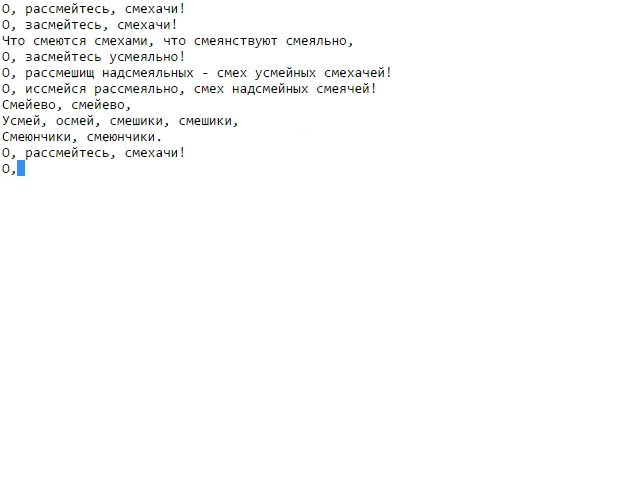 О, рассмейтесь, смехачи!
О, засмейтесь, смехачи!
Что смеются смехами, что смеянствуют смеяльно,
О, засмейтесь усмеяльно!
О, рассмешищ надсмеяльных - смех усмейных смехачей!
О, иссмейся рассмеяльно, смех надсмейных смеячей!
Смейево, смейево,
Усмей, осмей, смешики, смешики,
Смеюнчики, смеюнчики.
О, рассмейтесь, смехачи!
О,